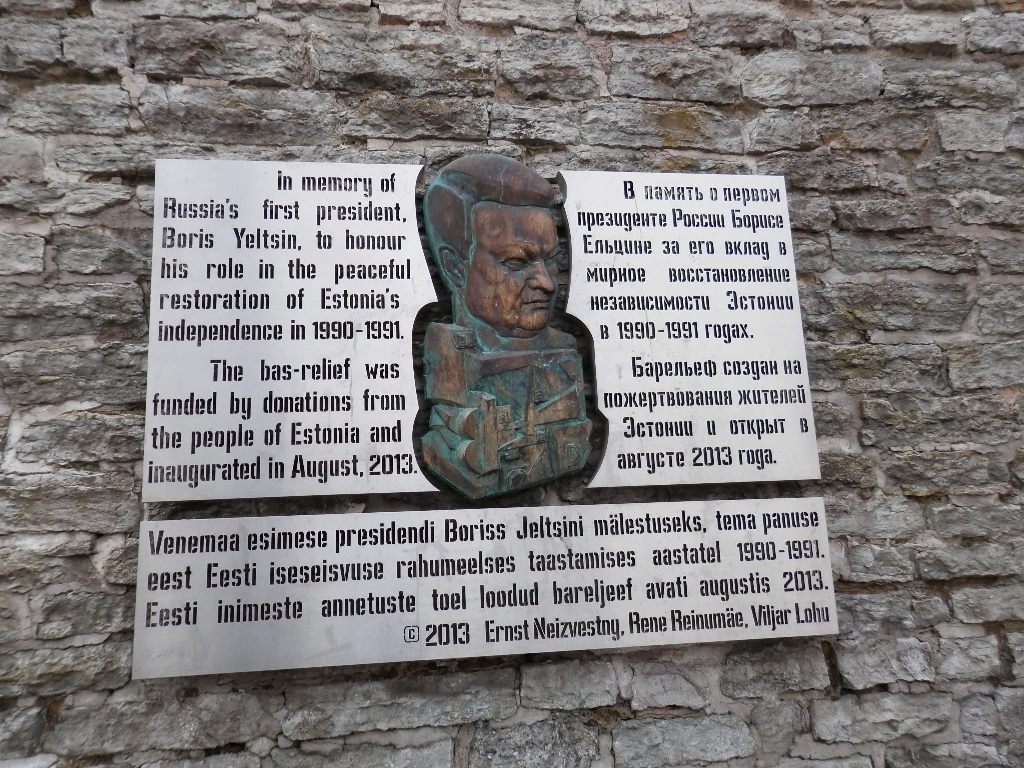 In memory of
Russia's first president,
Boris Yeltsin, to honour
his role in the peaceful
restoration of Estonia's
independence in 1990-1991.
The bas-relief was
funded by donations from
the people of Estonia and
inaugurated in August, 2013.
В память о первом
президенте России Борисе
Ельцине за его вклад в
мирное восстановление
независимости Эстонии
в 1990-1991 годах.
Барельеф создан на
пожертвования жителей
Эстонии и открыт в
августе 2013 года.
Venemaa esimese presidendi Boriss Jeltsini mälestuseks, tema panuse
eest Eesti iseseisvuse rahumeelses taastamises aastatel 1990-1991.
Eesti inimeste annetuste toel loodud bareljeef avati augustis 2013.
© 2013 Ernst Neizvestny, Rene Reinumäe, Viljar Lohu